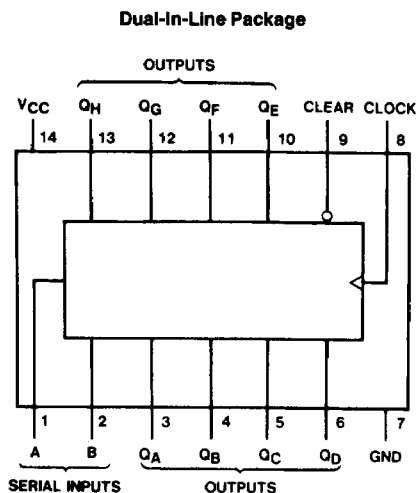 Dual-In-Line Package
OUTPUTS
VCC QH QG QF QE CLEAR CLOCK
14 13 12 11 10 9 8
1 2 3 4 5 6 7
A B QA QB QC QD GND
SERIAL INPUTS OUTPUTS